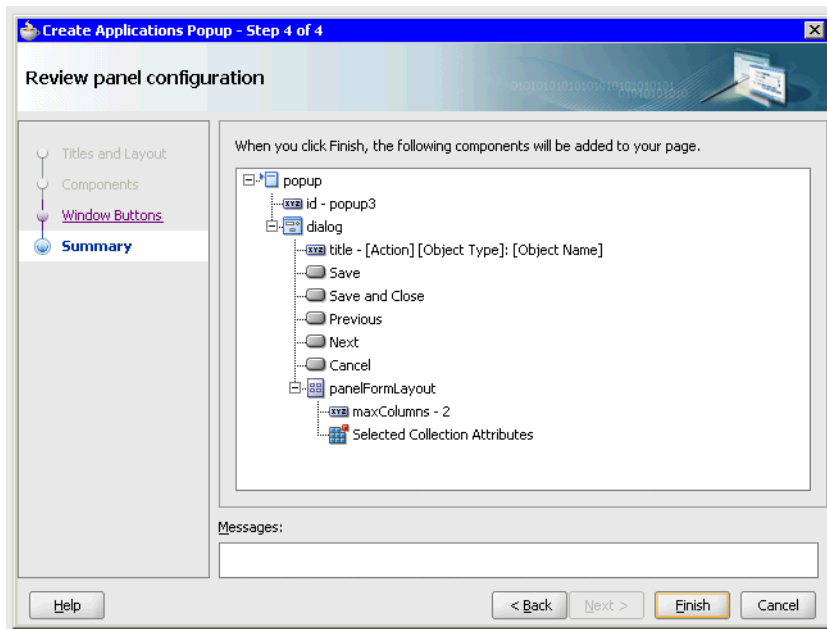 Create Applications Popup - Step 4 of 4
Review panel configuration
Titles and Layout
Components
Window Buttons
Summary
When you click Finish, the following components will be added to your page.
popup
id - popup3
dialog
title - [Action] [Object Type]: [Object Name]
Save
Save and Close
Previous
Next
Cancel
panelFormLayout
maxColumns - 2
Selected Collection Attributes
Messages:
Help
< Back
Next >
Finish
Cancel